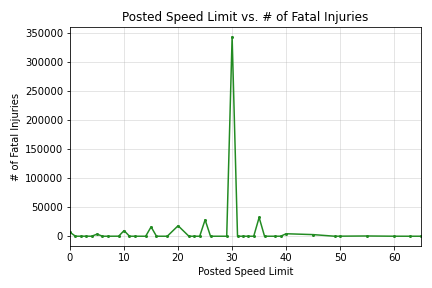 Posted Speed Limit vs. # of Fatal Injuries
350000
300000
250000
200000
150000
100000
50000
0
# of Fatal Injuries
0 10 20 30 40 50 60
Posted Speed Limit